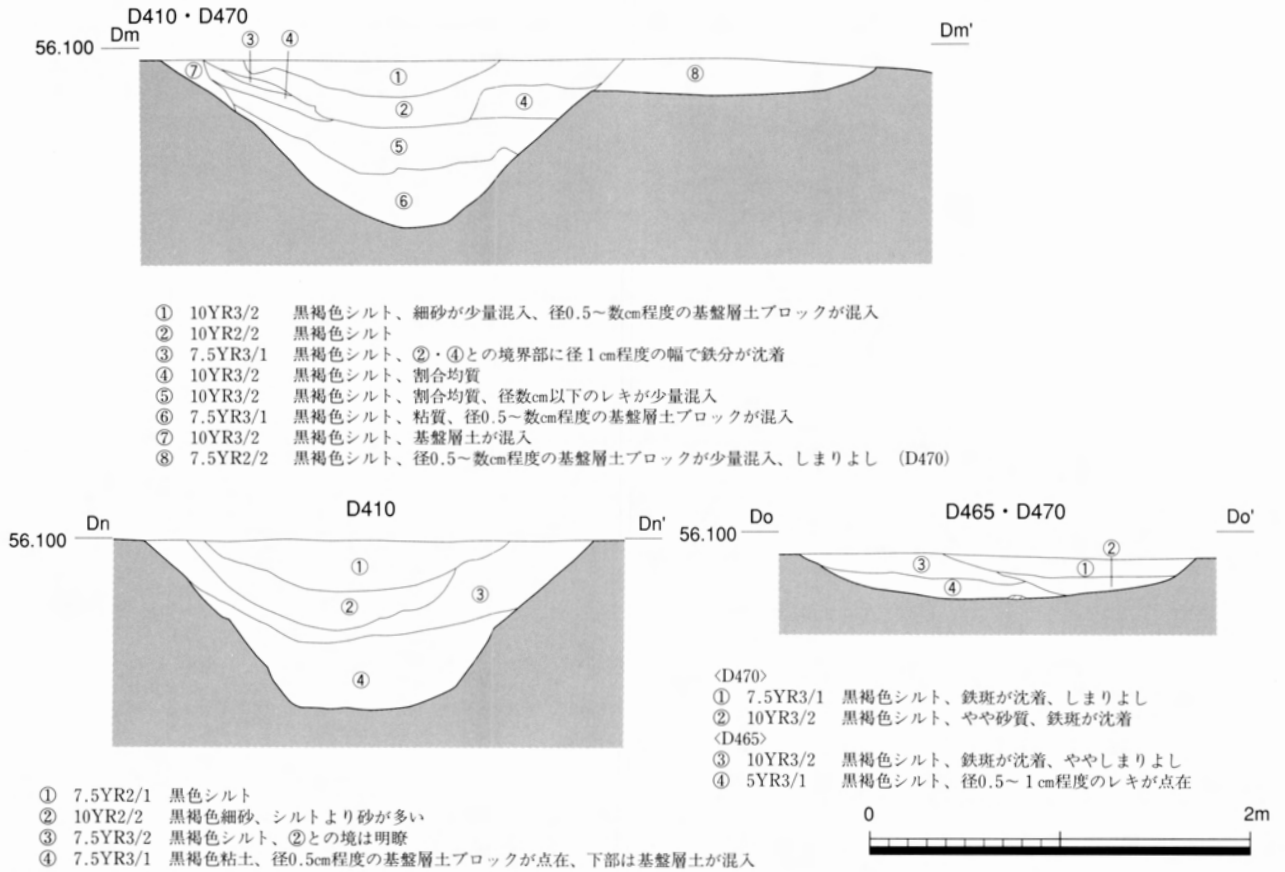 D410・D470
56.100 Dm Dm'
③ ④
⑦ ① ⑧
② ④
⑤
⑥
① 10YR3/2 黒褐色シルト、細砂が少量混入、径0.5～数㎝程度の基盤層土ブロックが混入
② 10YR2/2 黒褐色シルト
③ 7.5YR3/1 黒褐色シルト、②・④との境界部に径1㎝程度の幅で鉄分が沈着
④ 10YR3/2 黒褐色シルト、割合均質
⑤ 10YR3/2 黒褐色シルト、割合均質、径数㎝以下のレキが少量混入
⑥ 7.5YR3/1 黒褐色シルト、粘質、径0.5～数㎝程度の基盤層土ブロックが混入
⑦ 10YR3/2 黒褐色シルト、基盤層土が混入
⑧ 7.5YR2/2 黒褐色シルト、径0.5～数㎝程度の基盤層土ブロックが少量混入、しまりよし （D470）
D410
56.100 Dn Dn'
①
② ③
④
① 7.5YR2/1 黒色シルト
② 10YR2/2 黒褐色細砂、シルトより砂が多い
③ 7.5YR3/2 黒褐色シルト、②との境は明瞭
④ 7.5YR3/1 黒褐色粘土、径0.5㎝程度の基盤層土ブロックが点在、下部は基盤層土が混入
D465・D470
56.100 Do Do'
②
③ ①
④
〈D470〉
① 7.5YR3/1 黒褐色シルト、鉄斑が沈着、しまりよし
② 10YR3/2 黒褐色シルト、やや砂質、鉄斑が沈着
〈D465〉
③ 10YR3/2 黒褐色シルト、鉄斑が沈着、ややしまりよし
④ 5YR3/1 黒褐色シルト、径0.5～1㎝程度のレキが点在
0 2m